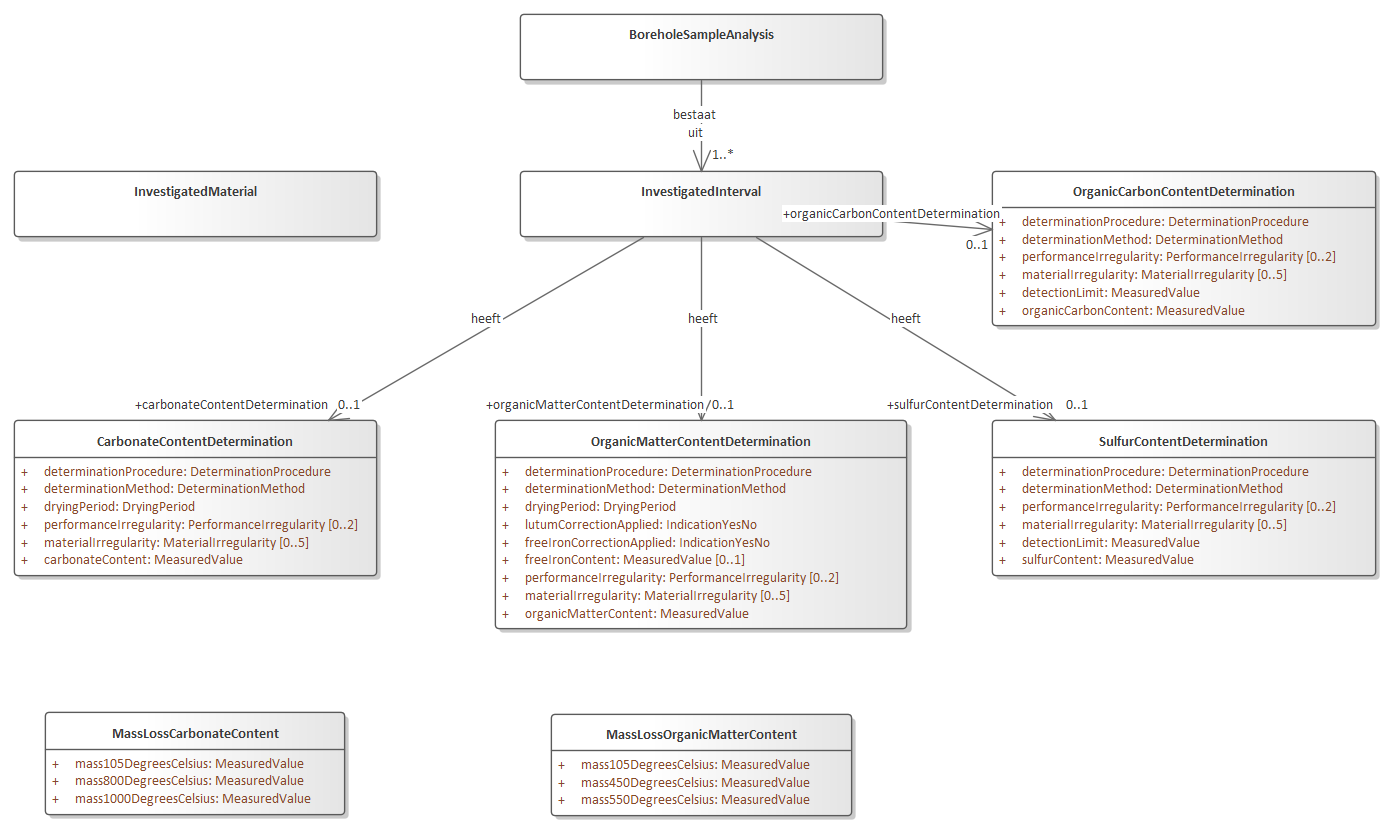 BoreholeSampleAnalysis
bestaat
uit
1..*
InvestigatedMaterial
InvestigatedInterval
+organicCarbonContentDetermination
0..1
OrganicCarbonContentDetermination
+ determinationProcedure: DeterminationProcedure
+ determinationMethod: DeterminationMethod
+ performanceIrregularity: PerformanceIrregularity [0..2]
+ materialIrregularity: MaterialIrregularity [0..5]
+ detectionLimit: MeasuredValue
+ organicCarbonContent: MeasuredValue
heeft
heeft
heeft
+carbonateContentDetermination 0..1
+organicMatterContentDetermination 0..1
+sulfurContentDetermination 0..1
CarbonateContentDetermination
+ determinationProcedure: DeterminationProcedure
+ determinationMethod: DeterminationMethod
+ dryingPeriod: DryingPeriod
+ performanceIrregularity: PerformanceIrregularity [0..2]
+ materialIrregularity: MaterialIrregularity [0..5]
+ carbonateContent: MeasuredValue
OrganicMatterContentDetermination
+ determinationProcedure: DeterminationProcedure
+ determinationMethod: DeterminationMethod
+ dryingPeriod: DryingPeriod
+ lutumCorrectionApplied: IndicationYesNo
+ freeIronCorrectionApplied: IndicationYesNo
+ freeIronContent: MeasuredValue [0..1]
+ performanceIrregularity: PerformanceIrregularity [0..2]
+ materialIrregularity: MaterialIrregularity [0..5]
+ organicMatterContent: MeasuredValue
SulfurContentDetermination
+ determinationProcedure: DeterminationProcedure
+ determinationMethod: DeterminationMethod
+ performanceIrregularity: PerformanceIrregularity [0..2]
+ materialIrregularity: MaterialIrregularity [0..5]
+ detectionLimit: MeasuredValue
+ sulfurContent: MeasuredValue
MassLossCarbonateContent
+ mass105DegreesCelsius: MeasuredValue
+ mass800DegreesCelsius: MeasuredValue
+ mass1000DegreesCelsius: MeasuredValue
MassLossOrganicMatterContent
+ mass105DegreesCelsius: MeasuredValue
+ mass450DegreesCelsius: MeasuredValue
+ mass550DegreesCelsius: MeasuredValue